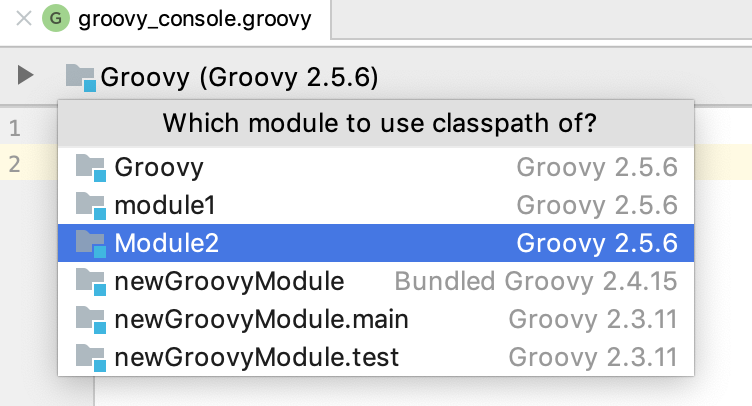 G groovy_console.groovy
Groovy (Groovy 2.5.6)
1
2
Which module to use classpath of?
Groovy Groovy 2.5.6
module1 Groovy 2.5.6
Module2 Groovy 2.5.6
newGroovyModule Bundled Groovy 2.4.15
newGroovyModule.main Groovy 2.3.11
newGroovyModule.test Groovy 2.3.11